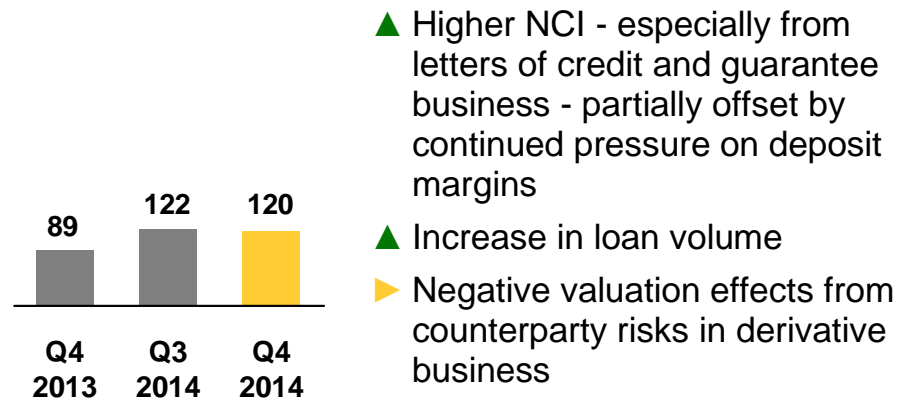 ▲ Higher NCI - especially from
letters of credit and guarantee
business - partially offset by
continued pressure on deposit
margins
▲ Increase in loan volume
► Negative valuation effects from
counterparty risks in derivative
business
89 122 120
Q4 Q3 Q4
2013 2014 2014